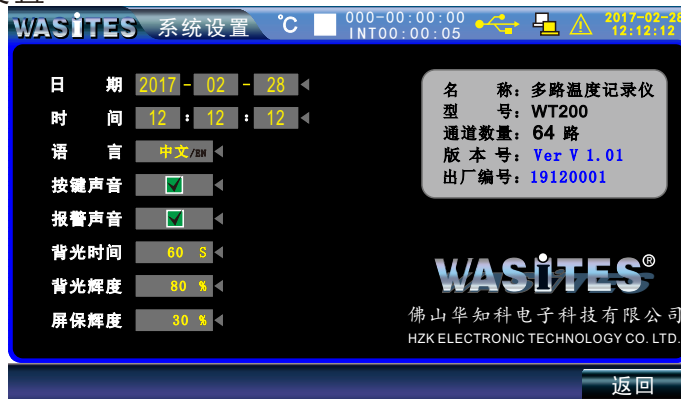 WASiTES 系统设置 ℃ 000-00:00:00 2017-02-28
INT00:00:05 12:12:12
日 期 2017 - 02 - 28
时 间 12 : 12 : 12
语 言 中文/EN
按键声音
报警声音
背光时间 60 S
背光辉度 80 %
屏保辉度 30 %
名 称: 多路温度记录仪
型 号: WT200
通道数量: 64 路
版 本 号: Ver V 1.01
出厂编号: 19120001
WASiTES®
佛山华知科电子科技有限公司
HZK ELECTRONIC TECHNOLOGY CO. LTD.
返回